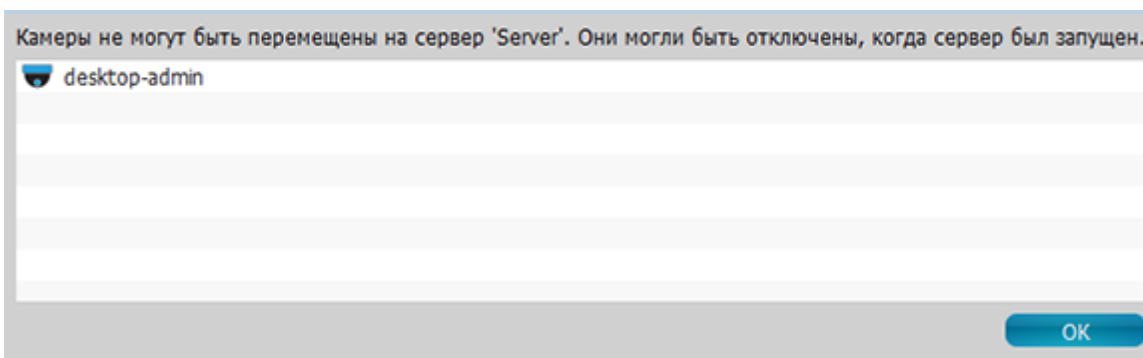 Камеры не могут быть перемещены на сервер 'Server'. Они могли быть отключены, когда сервер был запущен.
desktop-admin
OK